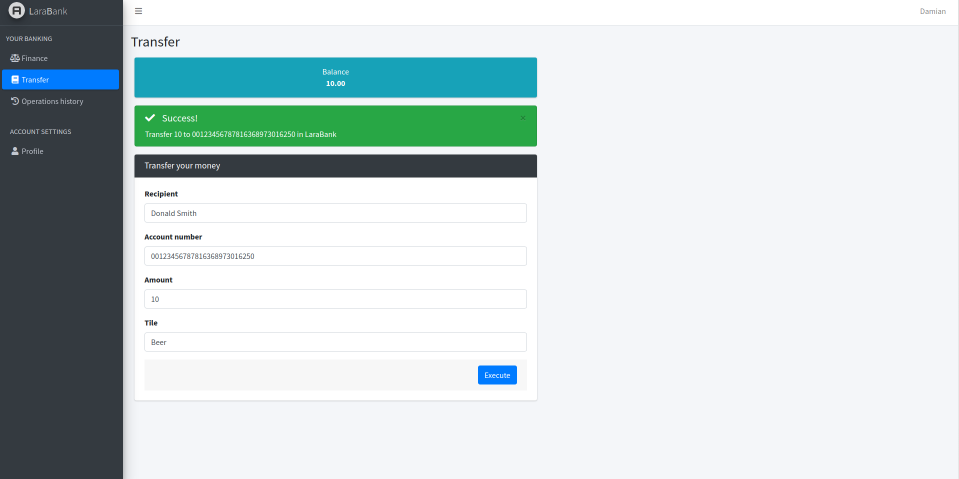 LaraBank
Damian
YOUR BANKING
Finance
Transfer
Operations history
ACCOUNT SETTINGS
Profile
Transfer
Balance
10.00
Success!
×
Transfer 10 to 00123456787816368973016250 in LaraBank
Transfer your money
Recipient
Donald Smith
Account number
00123456787816368973016250
Amount
10
Tile
Beer
Execute